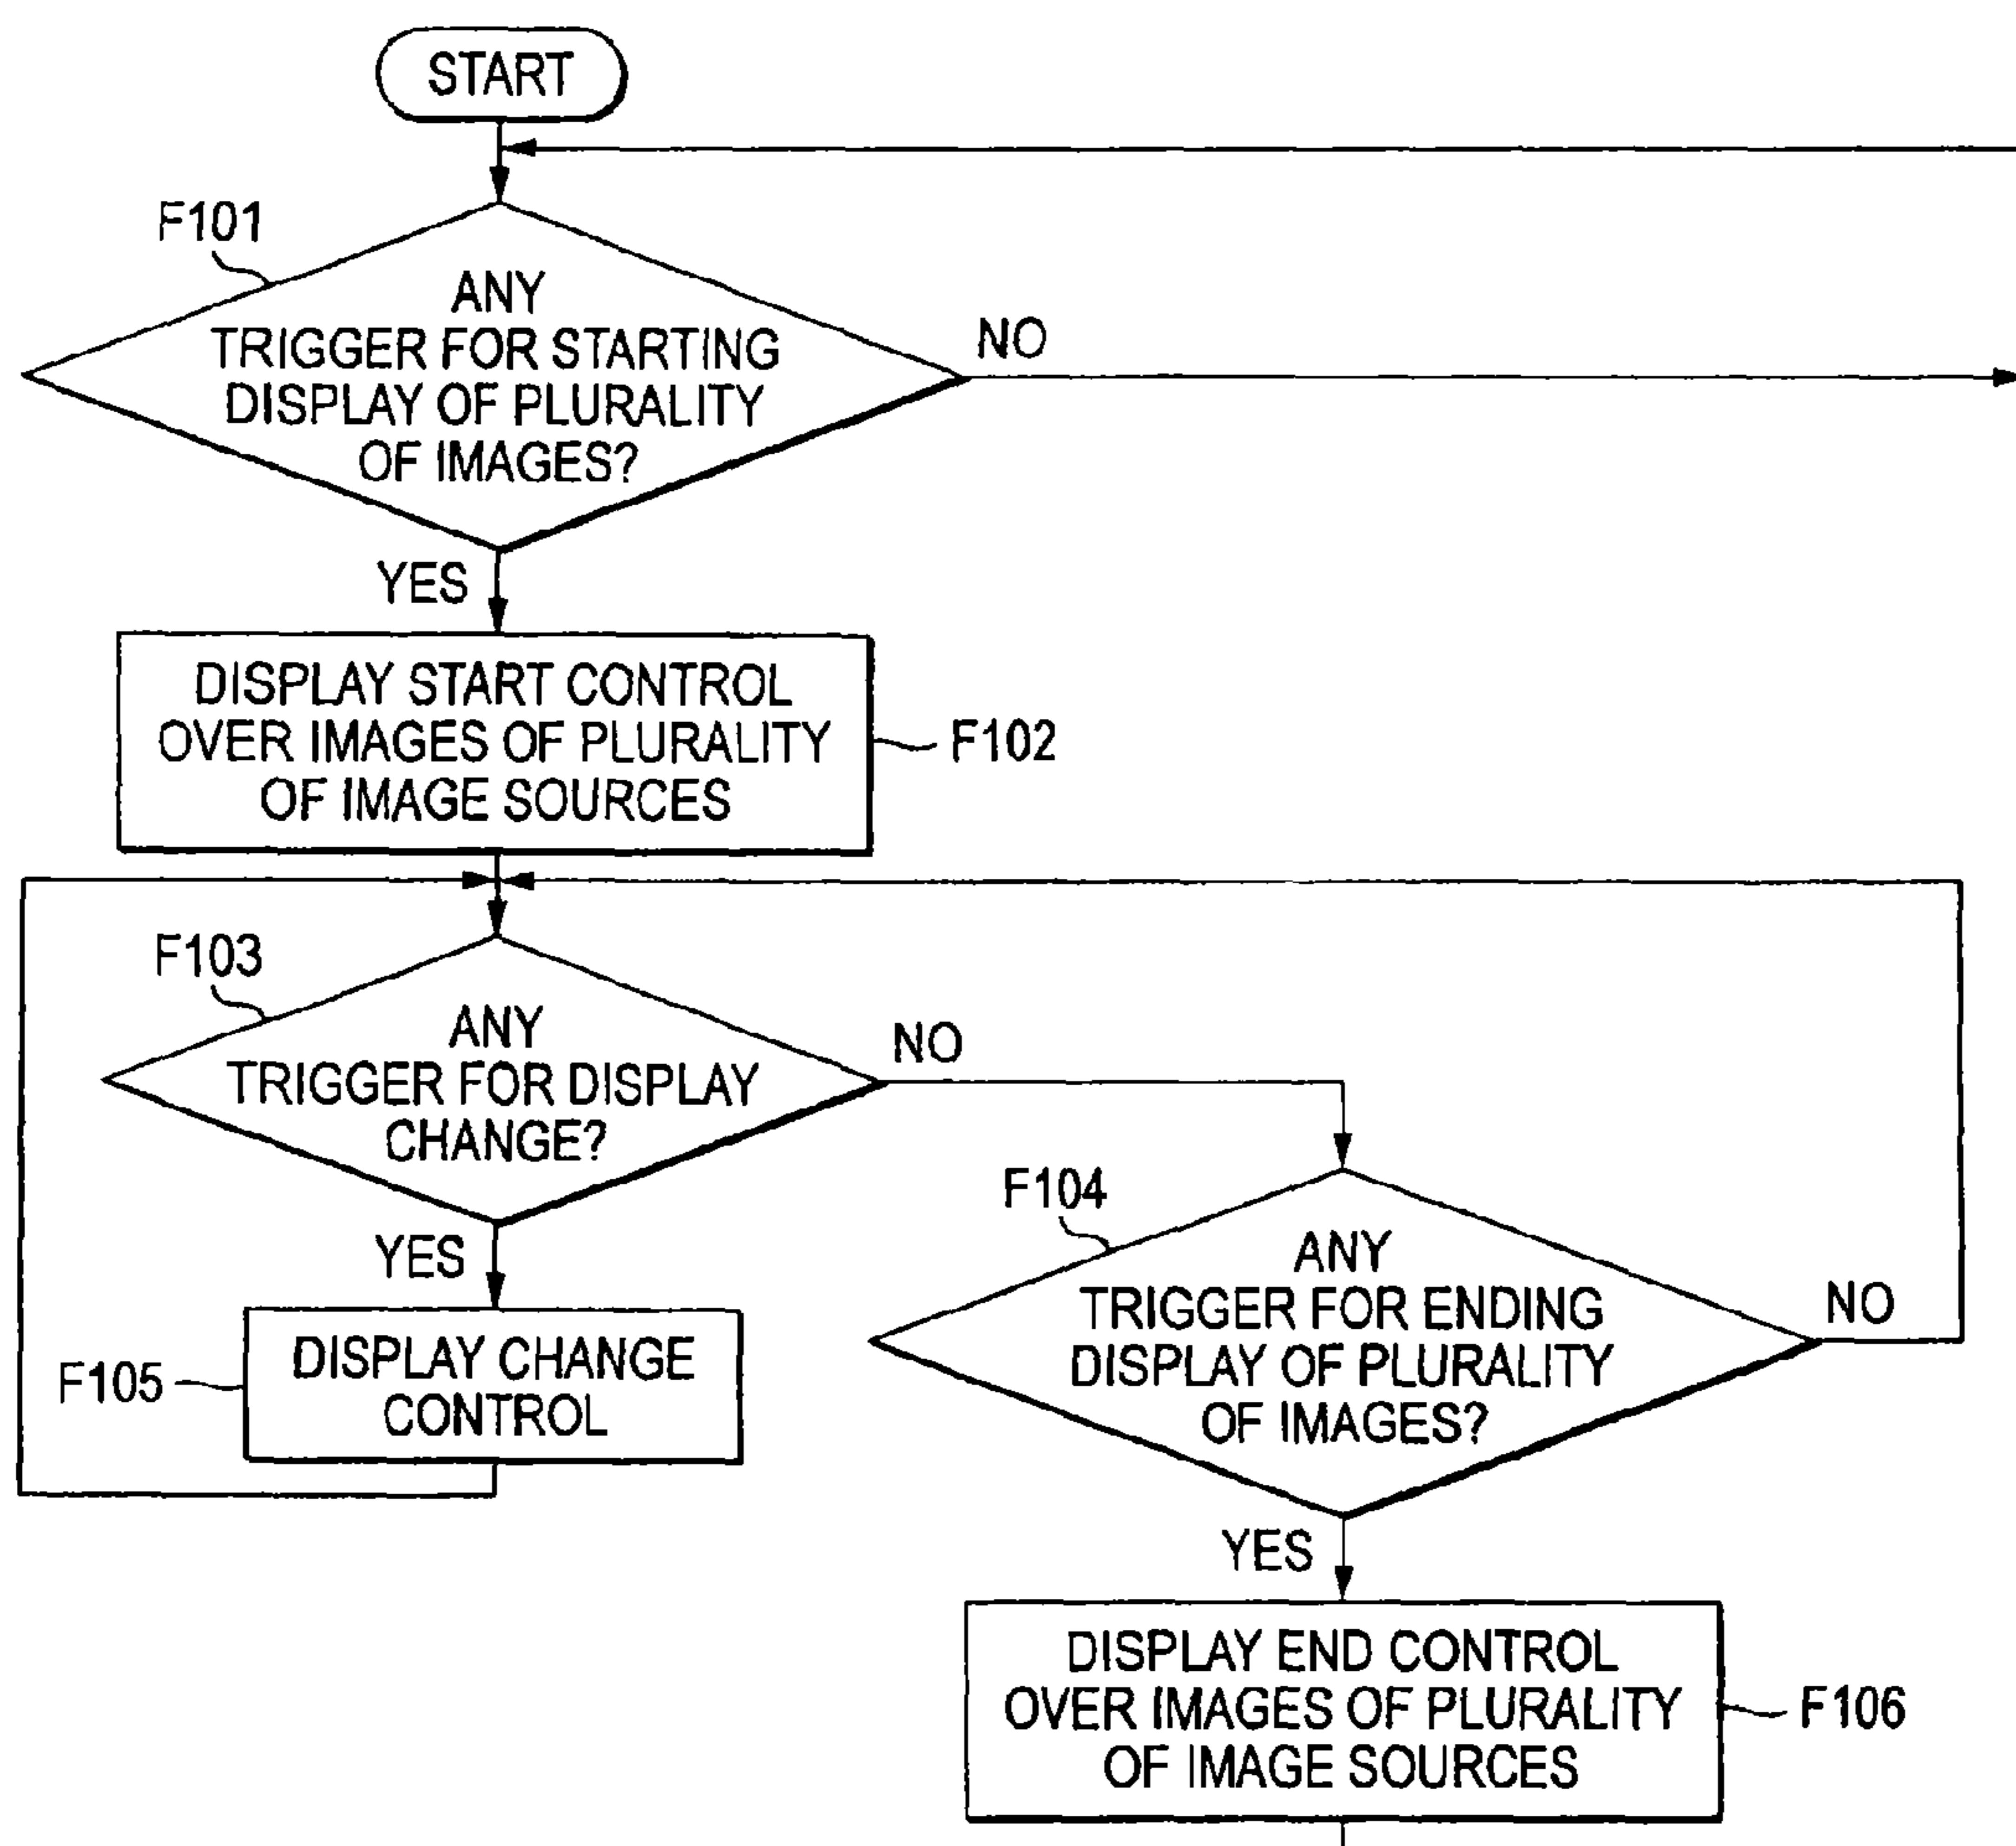 START
F101
ANY
TRIGGER FOR STARTING
DISPLAY OF PLURALITY
OF IMAGES?
NO
YES
DISPLAY START CONTROL
OVER IMAGES OF PLURALITY
OF IMAGE SOURCES
F102
F103
ANY
TRIGGER FOR DISPLAY
CHANGE?
NO
YES
F104
ANY
TRIGGER FOR ENDING
DISPLAY OF PLURALITY
OF IMAGES?
NO
F105
DISPLAY CHANGE
CONTROL
YES
DISPLAY END CONTROL
OVER IMAGES OF PLURALITY
OF IMAGE SOURCES
F106